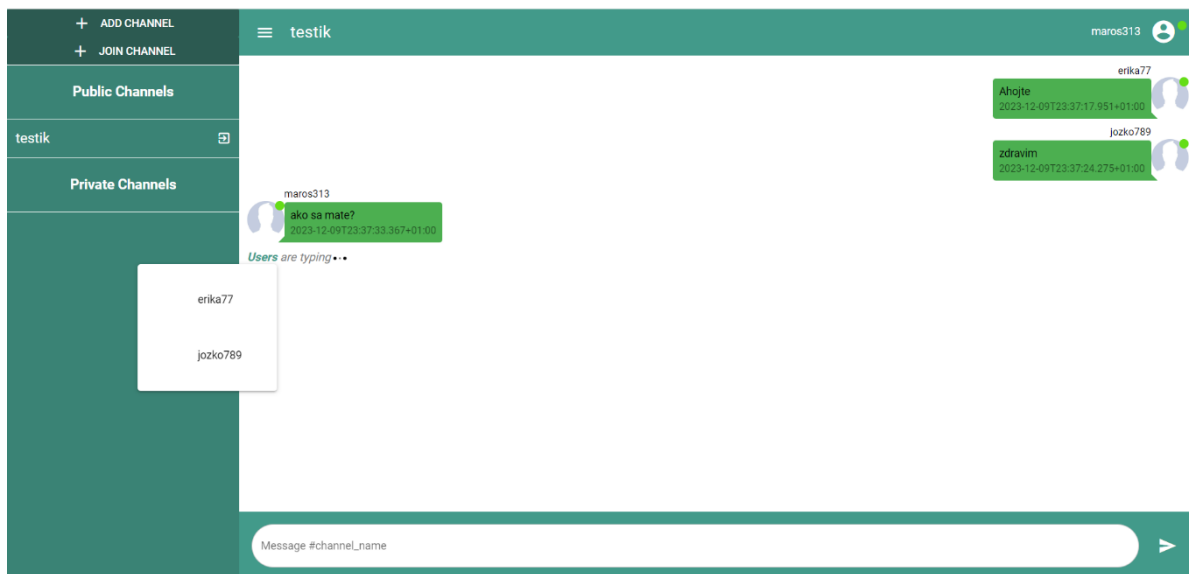 ADD CHANNEL
JOIN CHANNEL
Public Channels
testik
Private Channels
testik
maros313
erika77
Ahojte
2023-12-09T23:37:17.951+01:00
jozko789
zdravim
2023-12-09T23:37:24.275+01:00
maros313
ako sa mate?
2023-12-09T23:37:33.367+01:00
Users are typing
erika77
jozko789
Message #channel_name